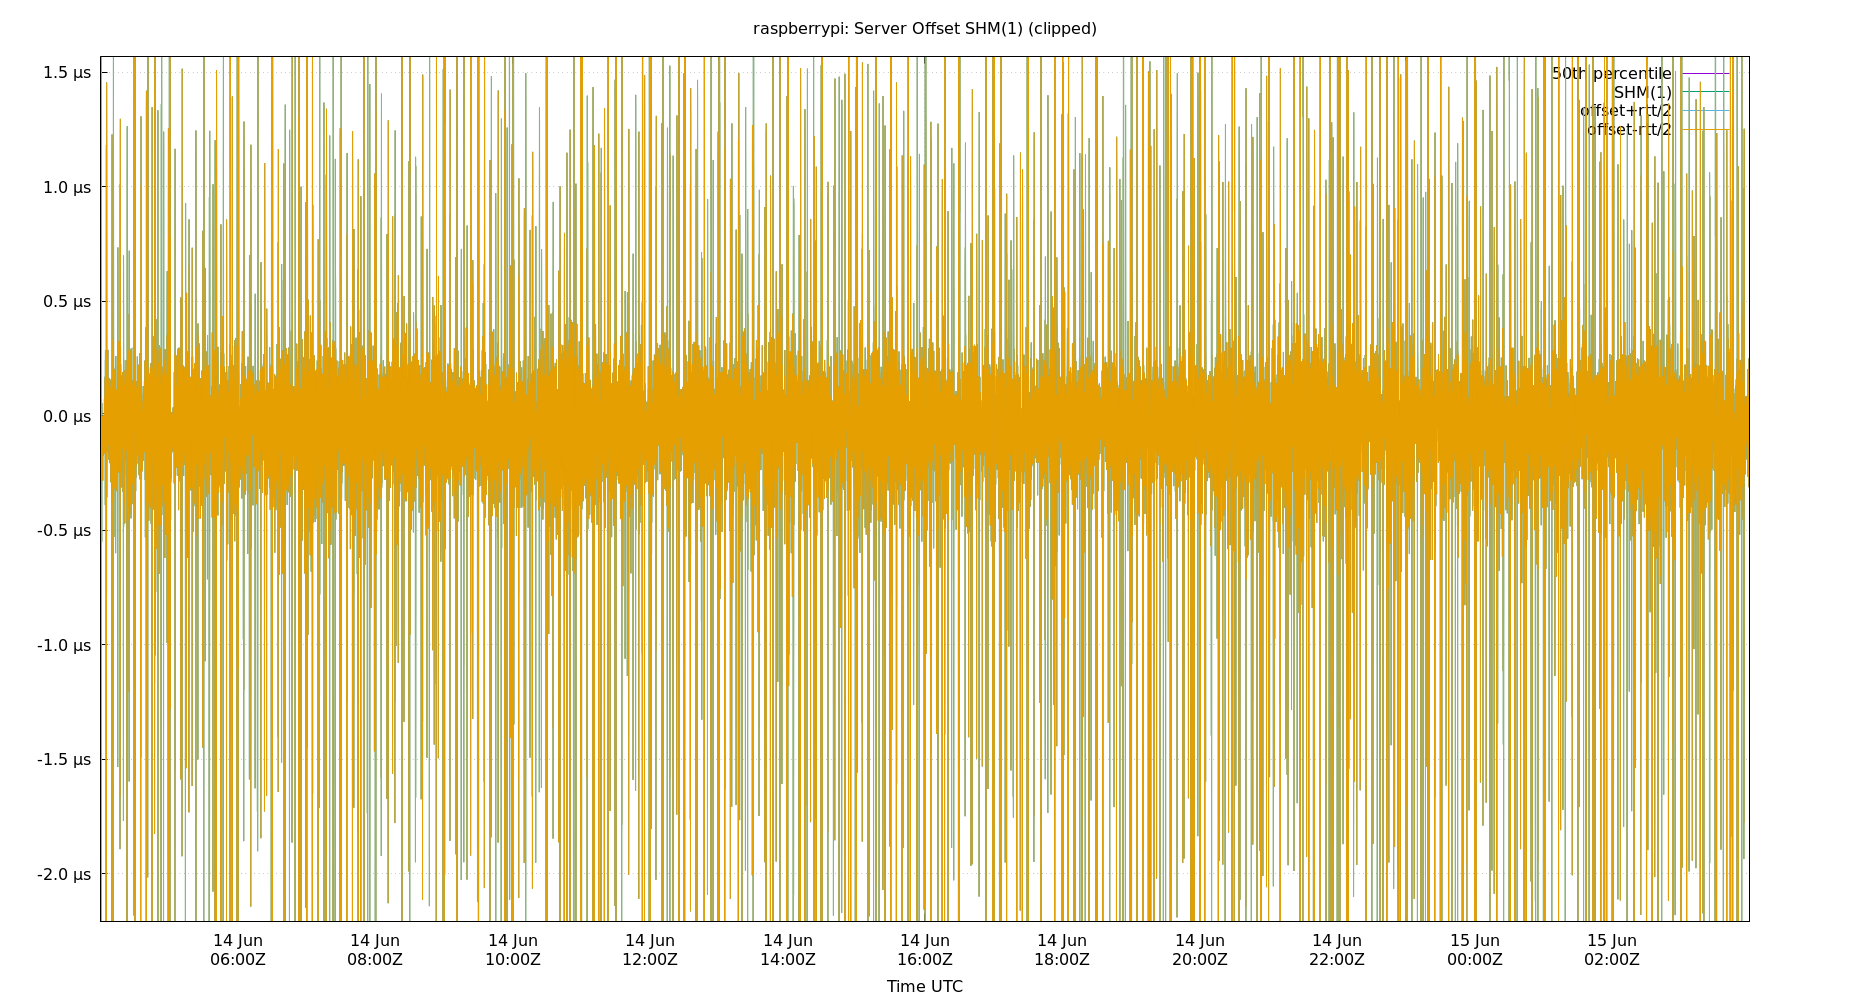 raspberrypi: Server Offset SHM(1) (clipped)
1.5 µs
1.0 µs
0.5 µs
0.0 µs
-0.5 µs
-1.0 µs
-1.5 µs
-2.0 µs
50th percentile
SHM(1)
offset+rtt/2
offset-rtt/2
14 Jun 14 Jun 14 Jun 14 Jun 14 Jun 14 Jun 14 Jun 14 Jun 14 Jun 15 Jun 15 Jun
06:00Z 08:00Z 10:00Z 12:00Z 14:00Z 16:00Z 18:00Z 20:00Z 22:00Z 00:00Z 02:00Z
Time UTC